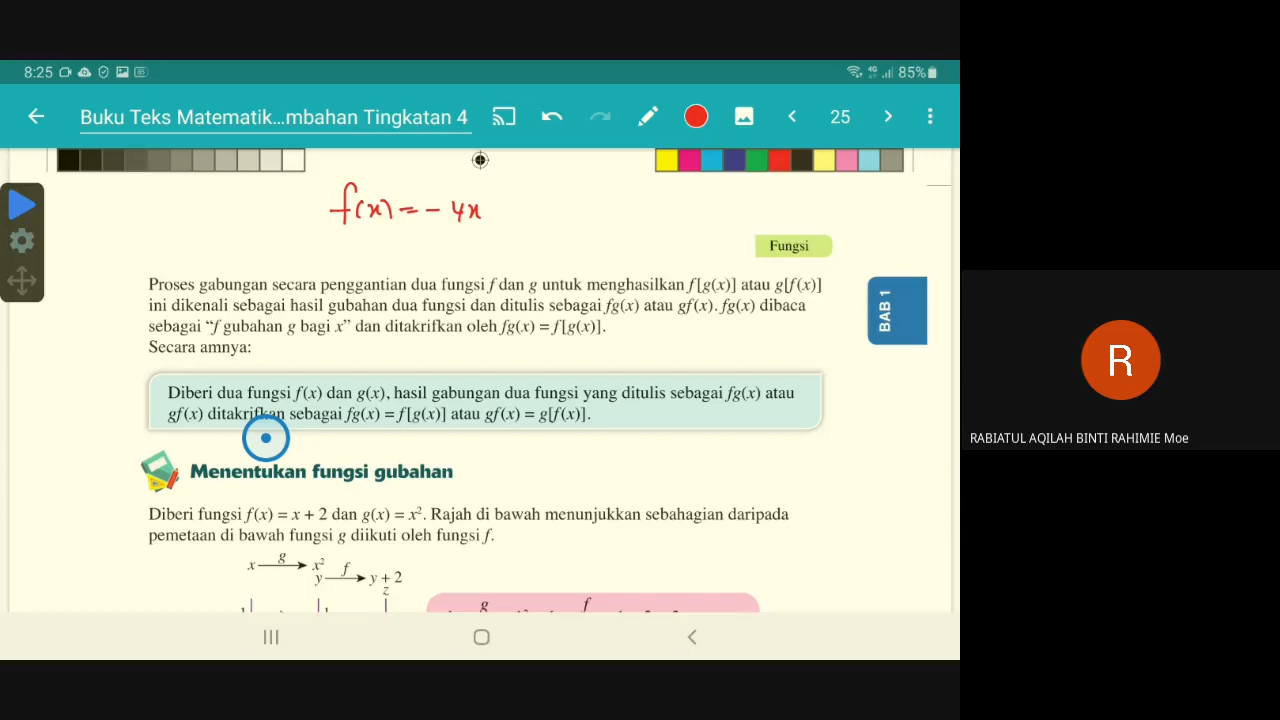 8:25
85%
Buku Teks Matematik...mbahan Tingkatan 4
25
f(x) = - 4x
Fungsi
Proses gabungan secara penggantian dua fungsi f dan g untuk menghasilkan f[g(x)] atau g[f(x)]
ini dikenali sebagai hasil gubahan dua fungsi dan ditulis sebagai fg(x) atau gf(x). fg(x) dibaca
sebagai “f gubahan g bagi x” dan ditakrifkan oleh fg(x) = f[g(x)].
Secara amnya:
BAB 1
Diberi dua fungsi f(x) dan g(x), hasil gabungan dua fungsi yang ditulis sebagai fg(x) atau
gf(x) ditakrifkan sebagai fg(x) = f[g(x)] atau gf(x) = g[f(x)].
Menentukan fungsi gubahan
Diberi fungsi f(x) = x + 2 dan g(x) = x². Rajah di bawah menunjukkan sebahagian daripada
pemetaan di bawah fungsi g diikuti oleh fungsi f.
x g x²
y f y + 2
z
g f
R
RABIATUL AQILAH BINTI RAHIMIE Moe